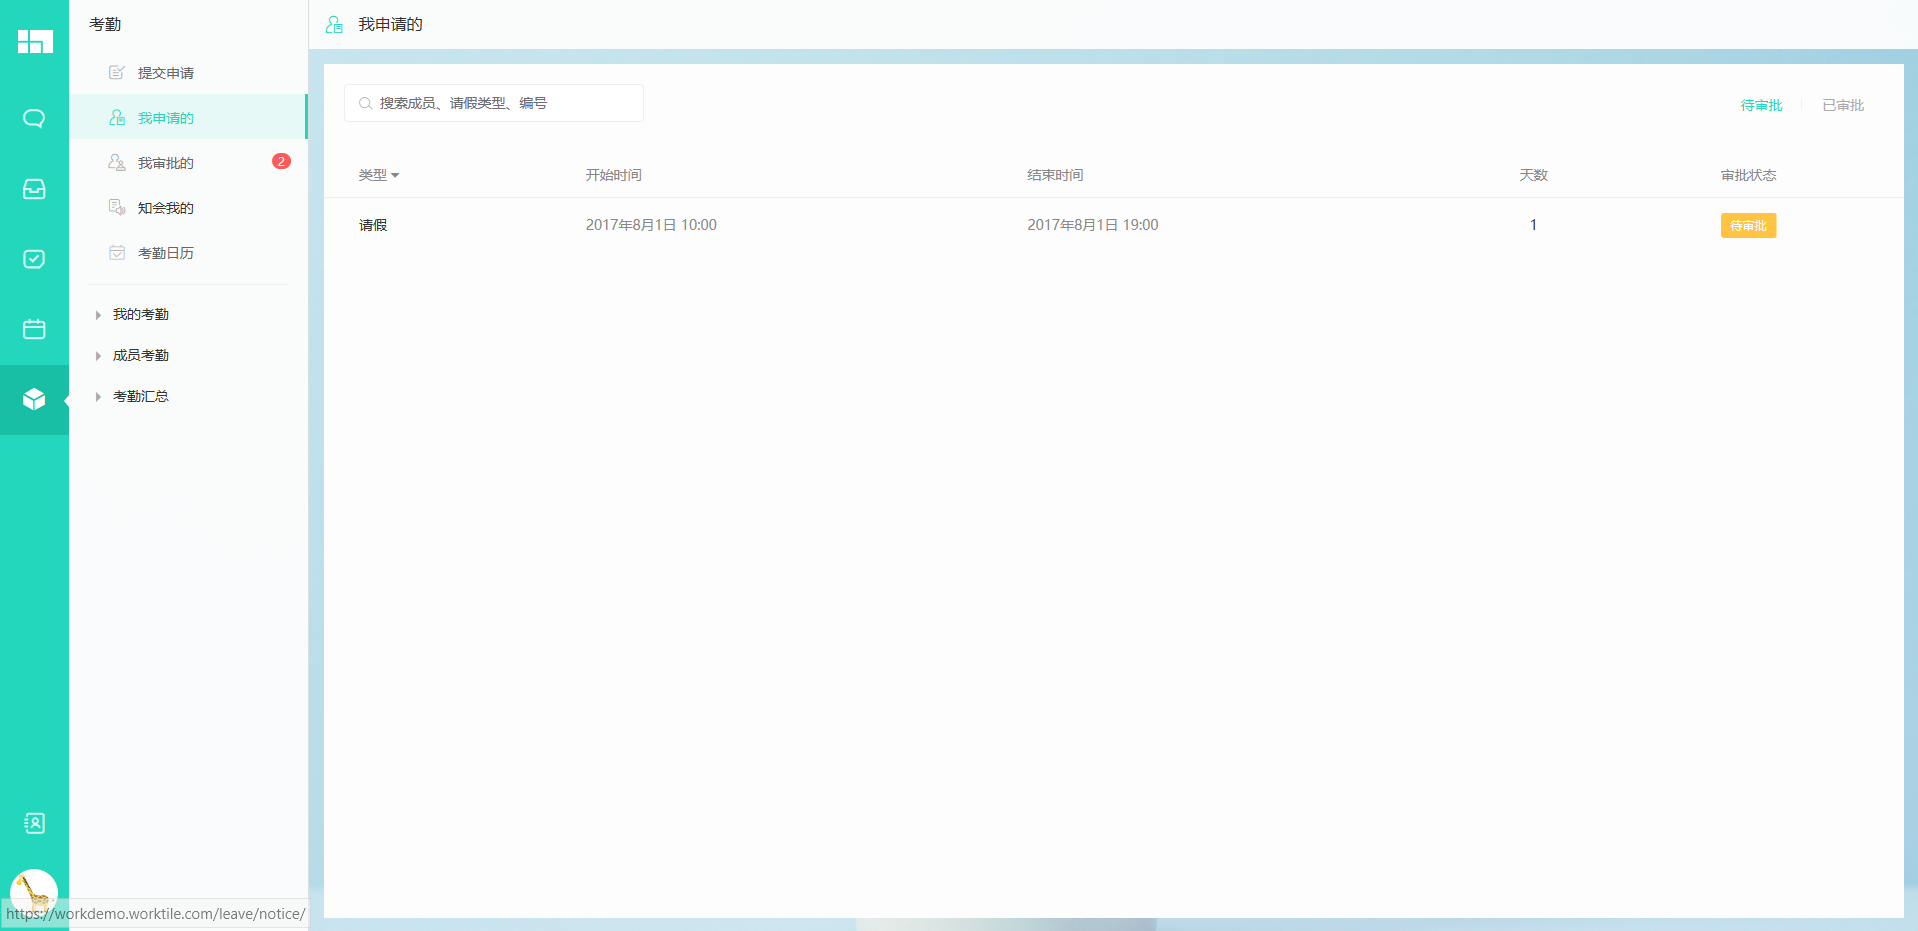 考勤
提交申请
我申请的
我审批的
2
知会我的
考勤日历
我的考勤
成员考勤
考勤汇总
https://workdemo.worktile.com/leave/notice/
我申请的
搜索成员、请假类型、编号
待审批 已审批
类型 开始时间 结束时间 天数 审批状态
请假 2017年8月1日 10:00 2017年8月1日 19:00 1 待审批